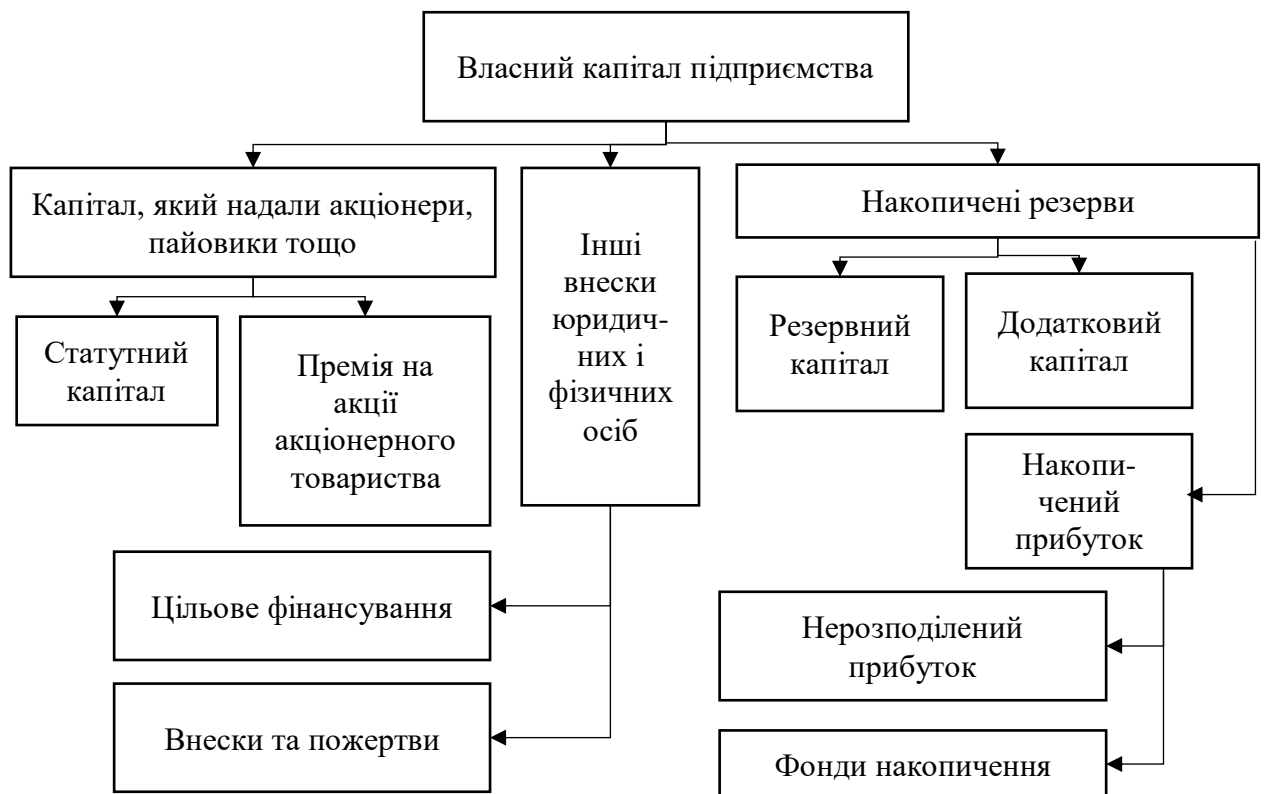 Власний капітал підприємства
Капітал, який надали акціонери,
пайовики тощо
Статутний
капітал
Премія на
акції
акціонерного
товариства
Інші
внески
юридич-
них і
фізичних
осіб
Цільове фінансування
Внески та пожертви
Накопичені резерви
Резервний
капітал
Додатковий
капітал
Накопи-
чений
прибуток
Нерозподілений
прибуток
Фонди накопичення